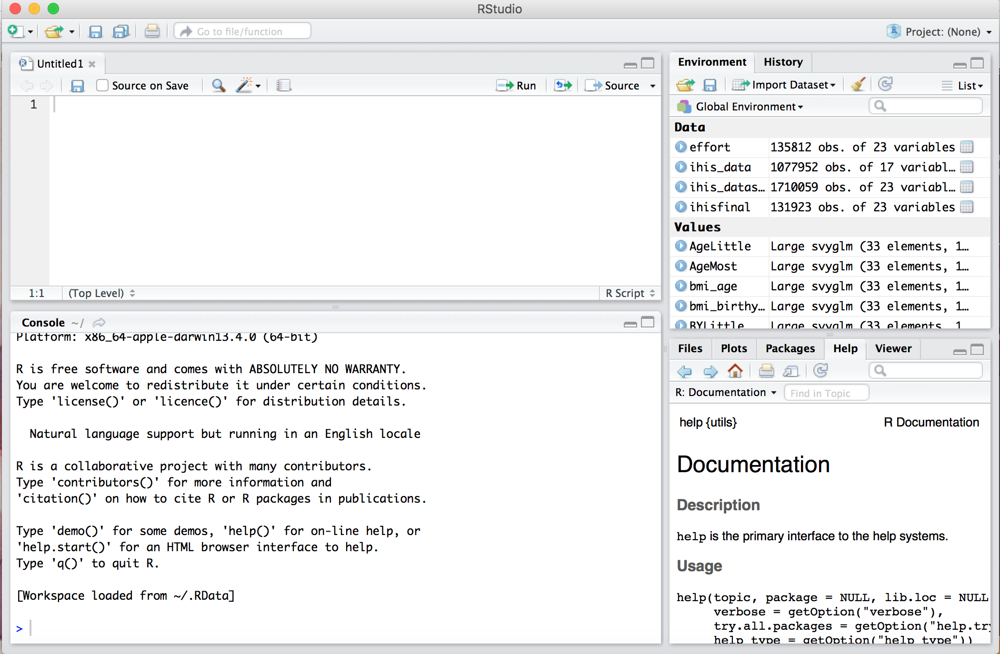 RStudio
Go to file/function
Project: (None)
Untitled1
Source on Save
Run
Source
1
1:1
(Top Level)
R Script
Console ~/
Platform: x86_64-apple-darwin13.4.0 (64-bit)
R is free software and comes with ABSOLUTELY NO WARRANTY.
You are welcome to redistribute it under certain conditions.
Type 'license()' or 'licence()' for distribution details.
Natural language support but running in an English locale
R is a collaborative project with many contributors.
Type 'contributors()' for more information and
'citation()' on how to cite R or R packages in publications.
Type 'demo()' for some demos, 'help()' for on-line help, or
'help.start()' for an HTML browser interface to help.
Type 'q()' to quit R.
[Workspace loaded from ~/.RData]
>
Environment History
Import Dataset
List
Global Environment
Data
effort 135812 obs. of 23 variables
ihis_data 1077952 obs. of 17 variabl…
ihis_datas… 1710059 obs. of 23 variabl…
ihisfinal 131923 obs. of 23 variables
Values
AgeLittle Large svyglm (33 elements, 1…
AgeMost Large svyglm (33 elements, 1…
bmi_age Large svyglm (33 elements, 1…
bmi_birthy… Large svyglm (33 elements, 1…
BYLittle Large svyglm (33 elements, 1
Files Plots Packages Help Viewer
R: Documentation
Find in Topic
help {utils}
R Documentation
Documentation
Description
help is the primary interface to the help systems.
Usage
help(topic, package = NULL, lib.loc = NULL
verbose = getOption("verbose"),
try.all.packages = getOption("help.try
help_type = getOption("help_type"))